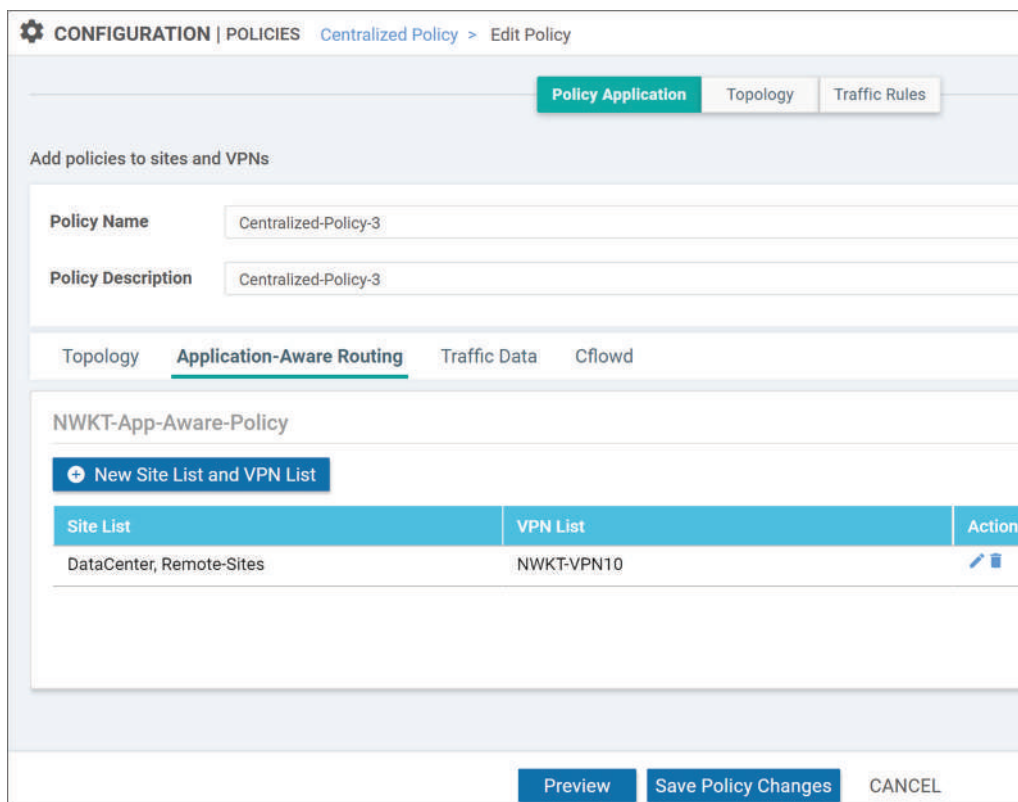 CONFIGURATION | POLICIES Centralized Policy > Edit Policy
Policy Application Topology Traffic Rules
Add policies to sites and VPNs
Policy Name Centralized-Policy-3
Policy Description Centralized-Policy-3
Topology Application-Aware Routing Traffic Data Cflowd
NWKT-App-Aware-Policy
New Site List and VPN List
Site List VPN List Action
DataCenter, Remote-Sites NWKT-VPN10
Preview Save Policy Changes CANCEL